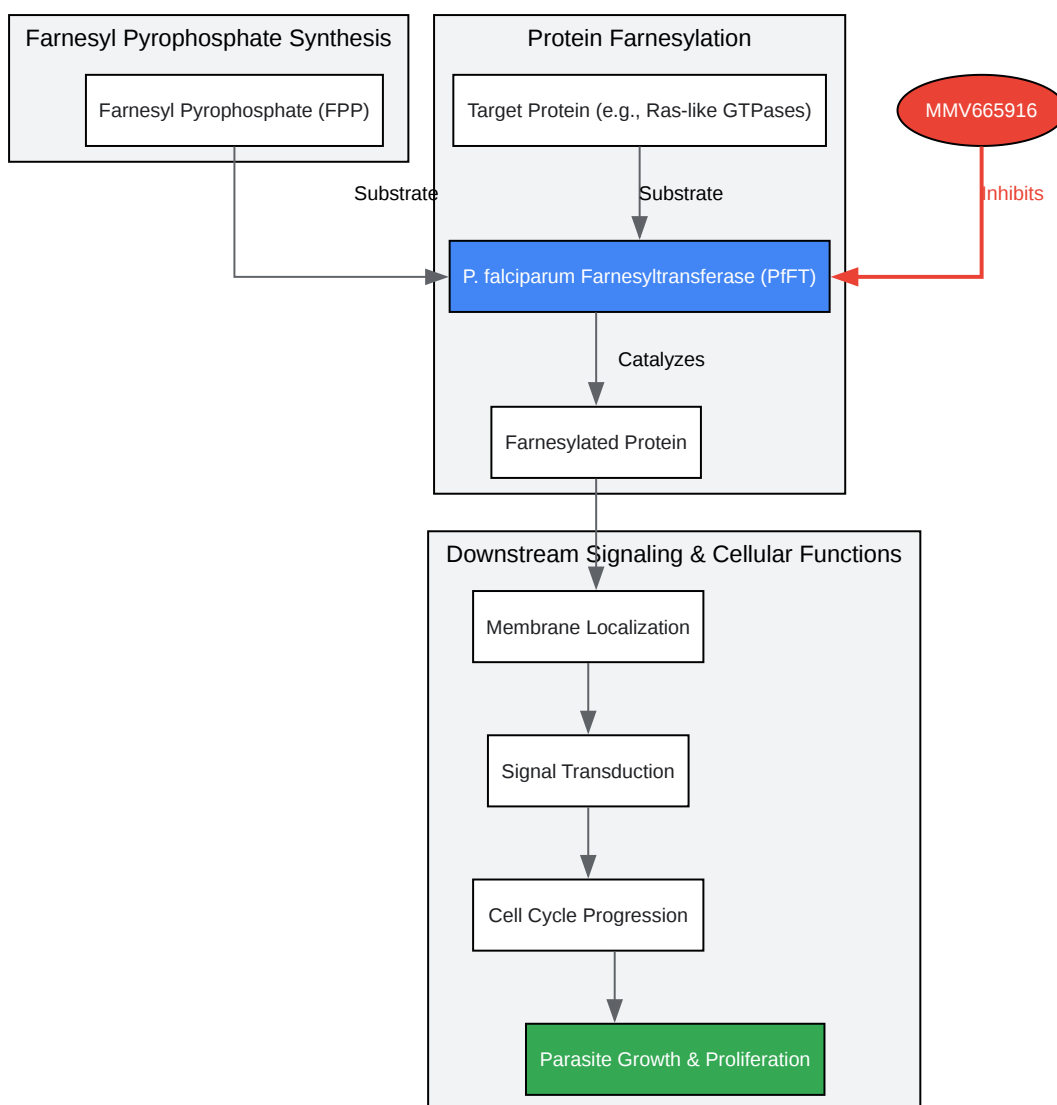 Farnesyl Pyrophosphate Synthesis
Protein Farnesylation
Farnesyl Pyrophosphate (FPP)
Target Protein (e.g., Ras-like GTPases)
MMV665916
Substrate
Substrate
Inhibits
P. falciparum Farnesyltransferase (PfFT)
Catalyzes
Farnesylated Protein
Downstream Signaling & Cellular Functions
Membrane Localization
Signal Transduction
Cell Cycle Progression
Parasite Growth & Proliferation